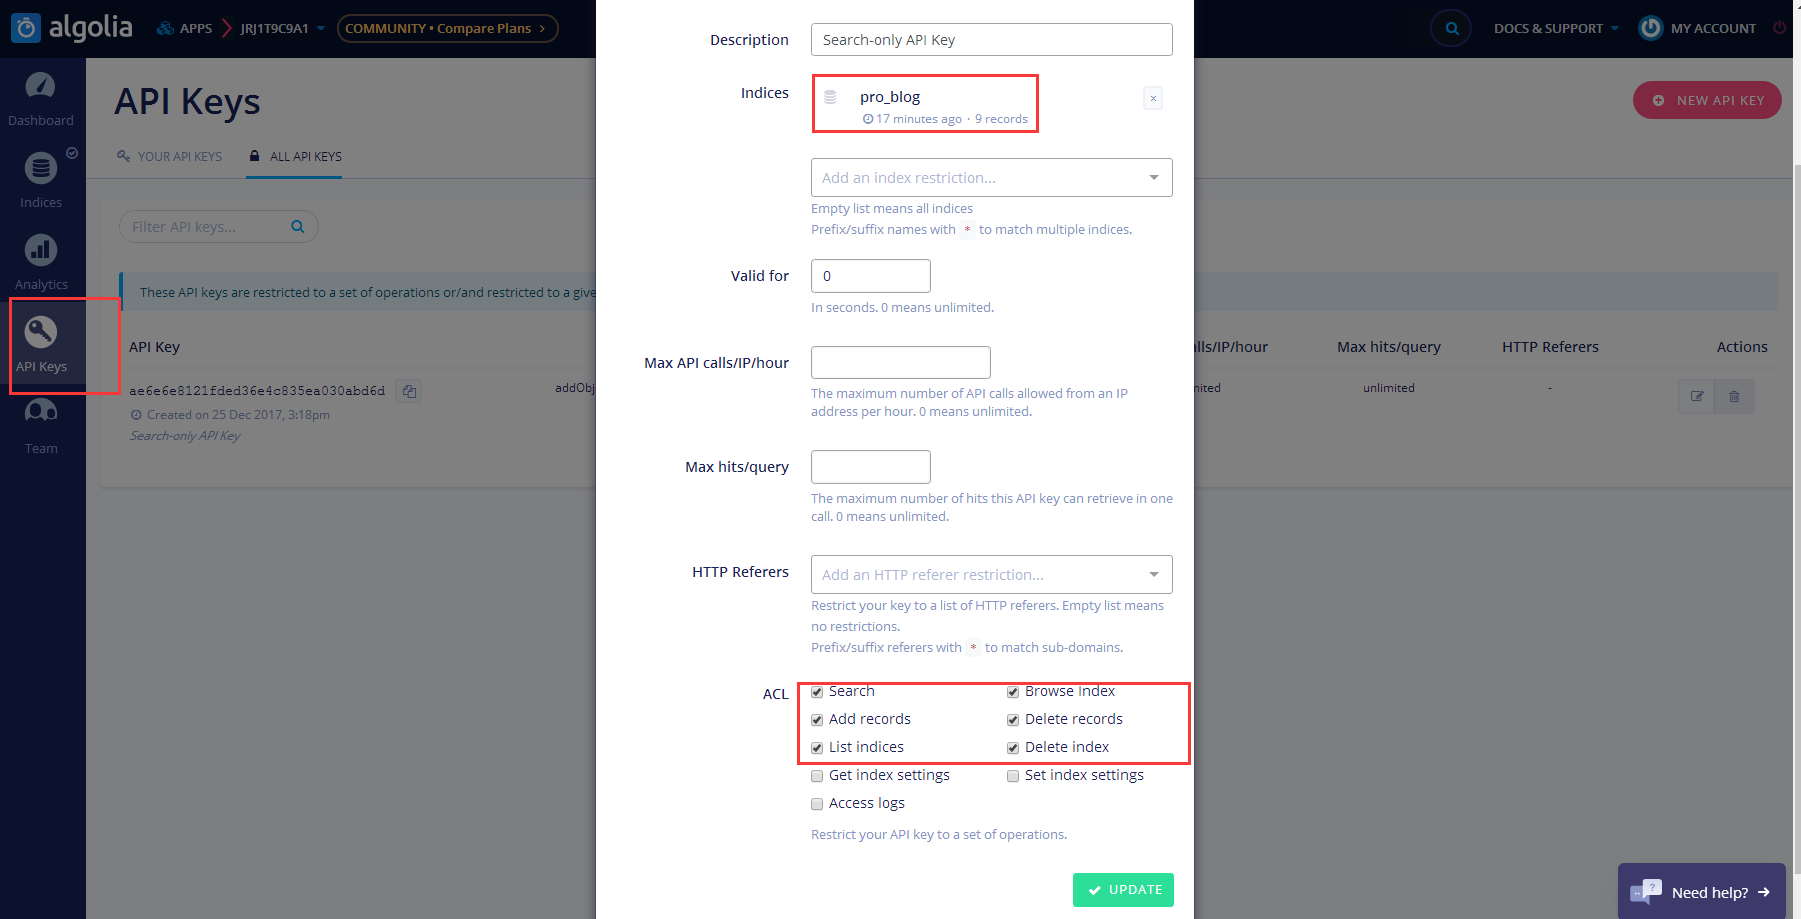 algolia
APPS
JRJ1T9C9A1
COMMUNITY • Compare Plans
DOCS & SUPPORT
MY ACCOUNT
Dashboard
Indices
Analytics
API Keys
Team
API Keys
NEW API KEY
YOUR API KEYS
ALL API KEYS
Filter API keys...
These API keys are restricted to a set of operations or/and restricted to a give
API Key
lls/IP/hour
Max hits/query
HTTP Referers
Actions
ae6e6e8121fded36e4c835ea030abd6d
addObj
nited
unlimited
-
Created on 25 Dec 2017, 3:18pm
Search-only API Key
Description
Search-only API Key
Indices
pro_blog
17 minutes ago • 9 records
×
Add an index restriction...
Empty list means all indices
Prefix/suffix names with * to match multiple indices.
Valid for
0
In seconds. 0 means unlimited.
Max API calls/IP/hour
The maximum number of API calls allowed from an IP
address per hour. 0 means unlimited.
Max hits/query
The maximum number of hits this API key can retrieve in one
call. 0 means unlimited.
HTTP Referers
Add an HTTP referer restriction...
Restrict your key to a list of HTTP referers. Empty list means
no restrictions.
Prefix/suffix referers with * to match sub-domains.
ACL
Search
Browse Index
Add records
Delete records
List indices
Delete index
Get index settings
Set index settings
Access logs
Restrict your API key to a set of operations.
UPDATE
Need help?